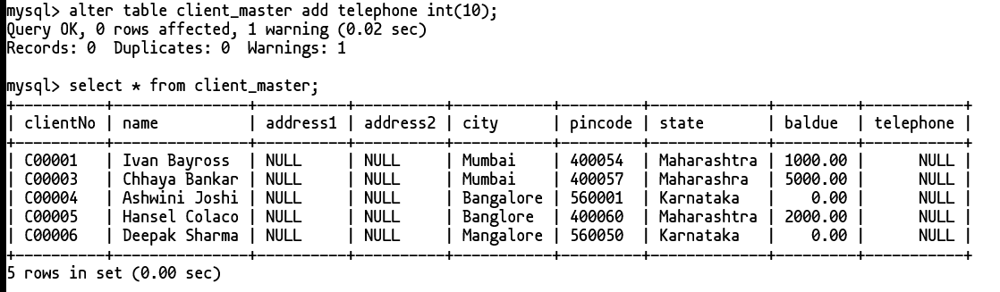 mysql> alter table client_master add telephone int(10);
Query OK, 0 rows affected, 1 warning (0.02 sec)
Records: 0  Duplicates: 0  Warnings: 1

mysql> select * from client_master;
+----------+---------------+----------+----------+-----------+---------+-------------+---------+-----------+
| clientNo | name          | address1 | address2 | city      | pincode | state       | baldue  | telephone |
+----------+---------------+----------+----------+-----------+---------+-------------+---------+-----------+
| C00001   | Ivan Bayross  | NULL     | NULL     | Mumbai    | 400054  | Maharashtra | 1000.00 |      NULL |
| C00003   | Chhaya Bankar | NULL     | NULL     | Mumbai    | 400057  | Maharashra  | 5000.00 |      NULL |
| C00004   | Ashwini Joshi | NULL     | NULL     | Bangalore | 560001  | Karnataka   |    0.00 |      NULL |
| C00005   | Hansel Colaco | NULL     | NULL     | Banglore  | 400060  | Maharashtra | 2000.00 |      NULL |
| C00006   | Deepak Sharma | NULL     | NULL     | Mangalore | 560050  | Karnataka   |    0.00 |      NULL |
+----------+---------------+----------+----------+-----------+---------+-------------+---------+-----------+
5 rows in set (0.00 sec)